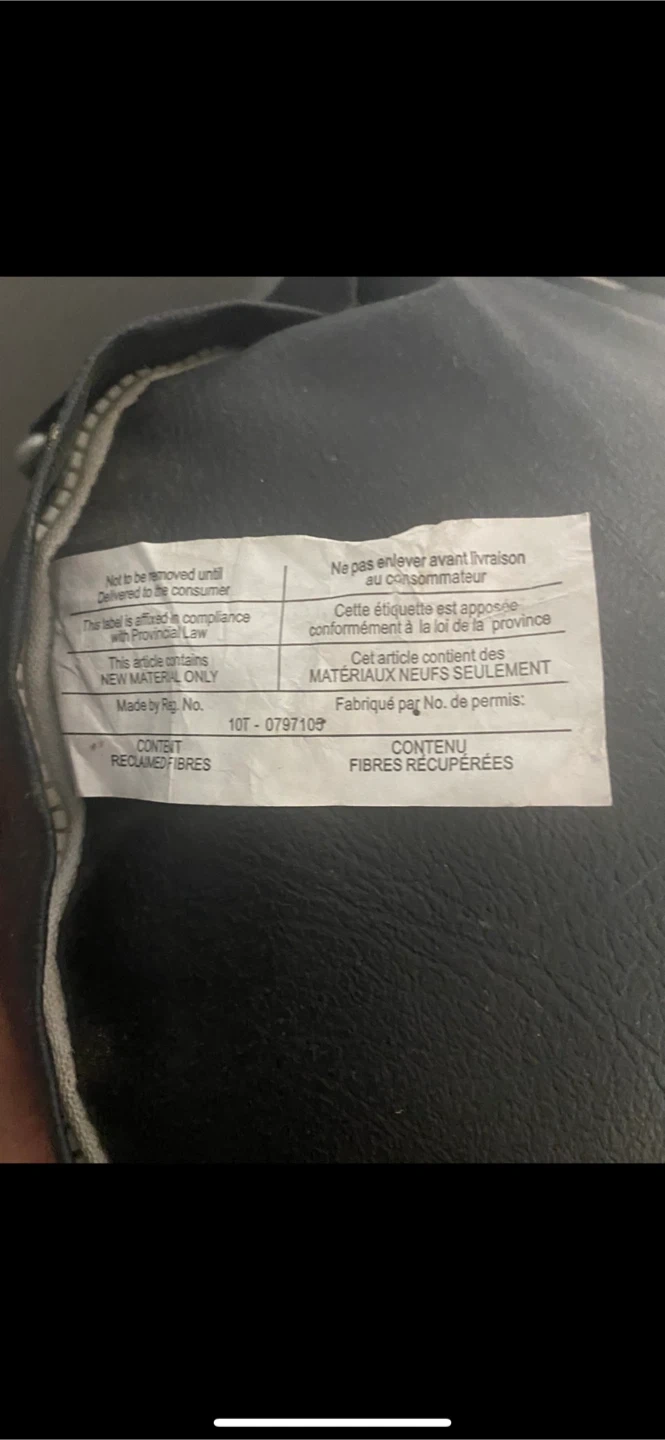 Not to be removed until
Delivered to the consumer
Ne pas enlever avant livraison
au consommateur
This label is affixed in compliance
with Provincial Law
Cette étiquette est apposée
conformément à la loi de la province
This article contains
NEW MATERIAL ONLY
Cet article contient des
MATÉRIAUX NEUFS SEULEMENT
Made by Reg. No.
Fabriqué par No. de permis:
10T -
CONTENT
RECLAIMED FIBRES
CONTENU
FIBRES RÉCUPÉRÉES